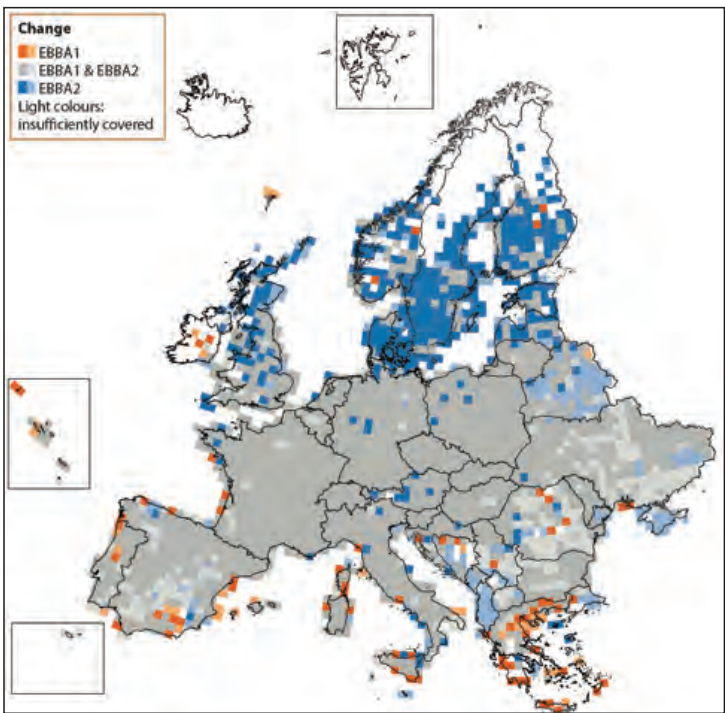 Change
EBBA1
EBBA1 & EBBA2
EBBA2
Light colours:
insufficiently covered